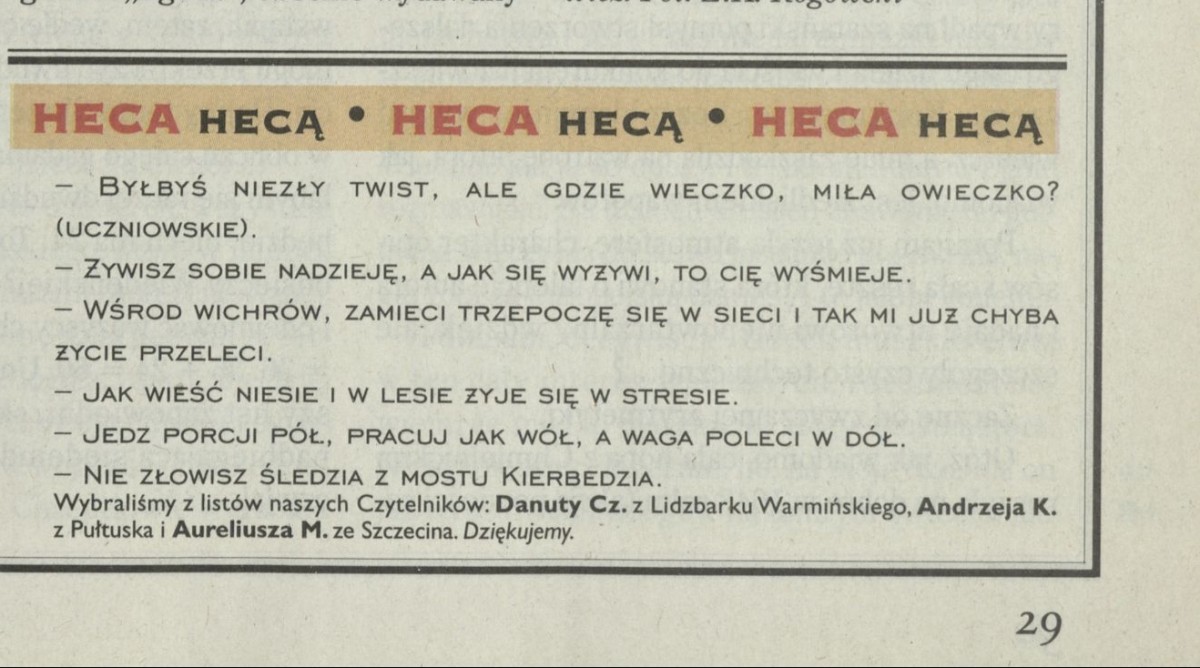 HECA HECĄ • HECA HECĄ • HECA HECĄ
– Byłbyś niezły twist, ale gdzie wieczko, miła owieczko?
(uczniowskie).
– Żywisz sobie nadzieję, a jak się wyżywi, to cię wyśmieje.
– Wśrod wichrów, zamieci trzepoczę się w sieci i tak mi już chyba
życie przeleci.
– Jak wieść niesie i w lesie żyje się w stresie.
– Jedz porcji pół, pracuj jak wół, a waga poleci w dół.
– Nie złowisz śledzia z mostu Kierbedzia.
Wybraliśmy z listów naszych Czytelników: Danuty Cz. z Lidzbarku Warmińskiego, Andrzeja K.
z Pułtuska i Aureliusza M. ze Szczecina. Dziękujemy.
29